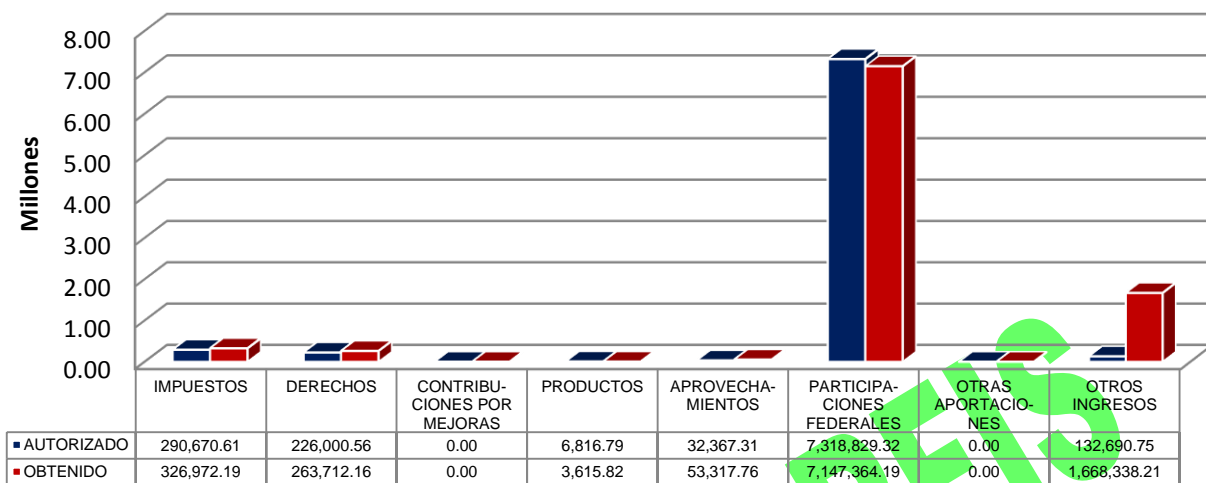 8.00
7.00
6.00
5.00
4.00
3.00
2.00
1.00
0.00
Millones
IMPUESTOS DERECHOS CONTRIBU- CIONES POR MEJORAS PRODUCTOS APROVECHA- MIENTOS PARTICIPA- CIONES FEDERALES OTRAS APORTACIO- NES OTROS INGRESOS
AUTORIZADO 290,670.61 226,000.56 0.00 6,816.79 32,367.31 7,318,829.32 0.00 132,690.75
OBTENIDO 326,972.19 263,712.16 0.00 3,615.82 53,317.76 7,147,364.19 0.00 1,668,338.21